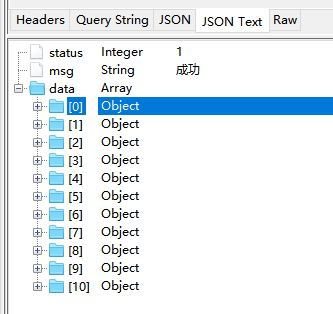 Headers Query String JSON JSON Text Raw
status Integer 1
msg String 成功
data Array
[0] Object
[1] Object
[2] Object
[3] Object
[4] Object
[5] Object
[6] Object
[7] Object
[8] Object
[9] Object
[10] Object